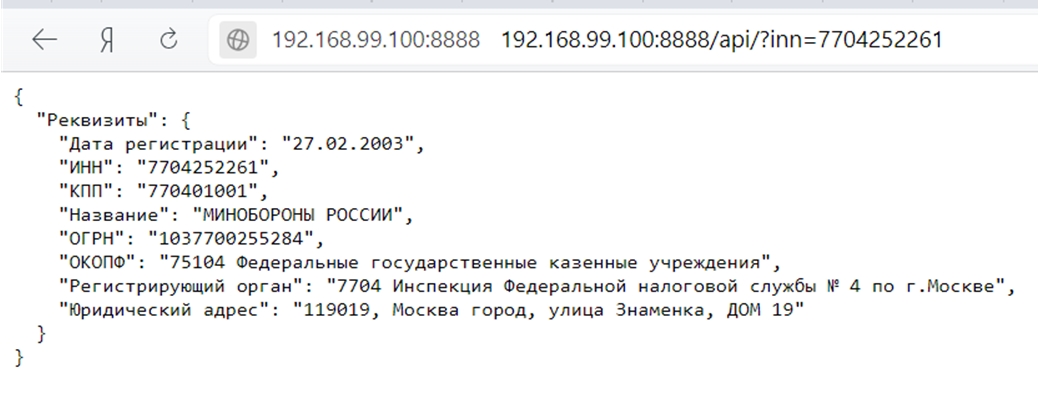 Я 192.168.99.100:8888 192.168.99.100:8888/api/?inn=7704252261
{
"Реквизиты": {
"Дата регистрации": "27.02.2003",
"ИНН": "7704252261",
"КПП": "770401001",
"Название": "МИНОБОРОНЫ РОССИИ",
"ОГРН": "1037700255284",
"ОКОПФ": "75104 Федеральные государственные казенные учреждения",
"Регистрирующий орган": "7704 Инспекция Федеральной налоговой службы № 4 по г.Москве",
"Юридический адрес": "119019, Москва город, улица Знаменка, ДОМ 19"
}
}